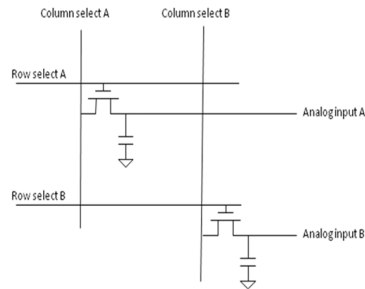 Column select A
Column select B
Row select A
Analog input A
Row select B
Analog input B